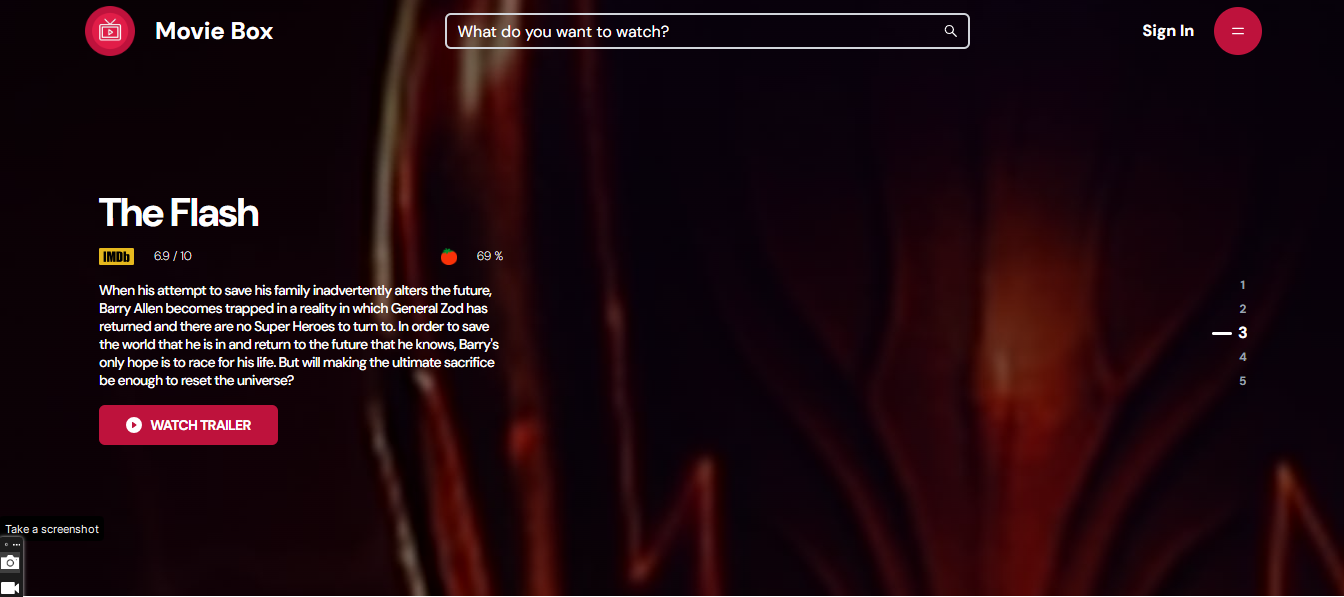 Movie Box
What do you want to watch?
Sign In
The Flash
IMDb 6.9 / 10 69 %
When his attempt to save his family inadvertently alters the future,
Barry Allen becomes trapped in a reality in which General Zod has
returned and there are no Super Heroes to turn to. In order to save
the world that he is in and return to the future that he knows, Barry's
only hope is to race for his life. But will making the ultimate sacrifice
be enough to reset the universe?
WATCH TRAILER
1
2
3
4
5
Take a screenshot